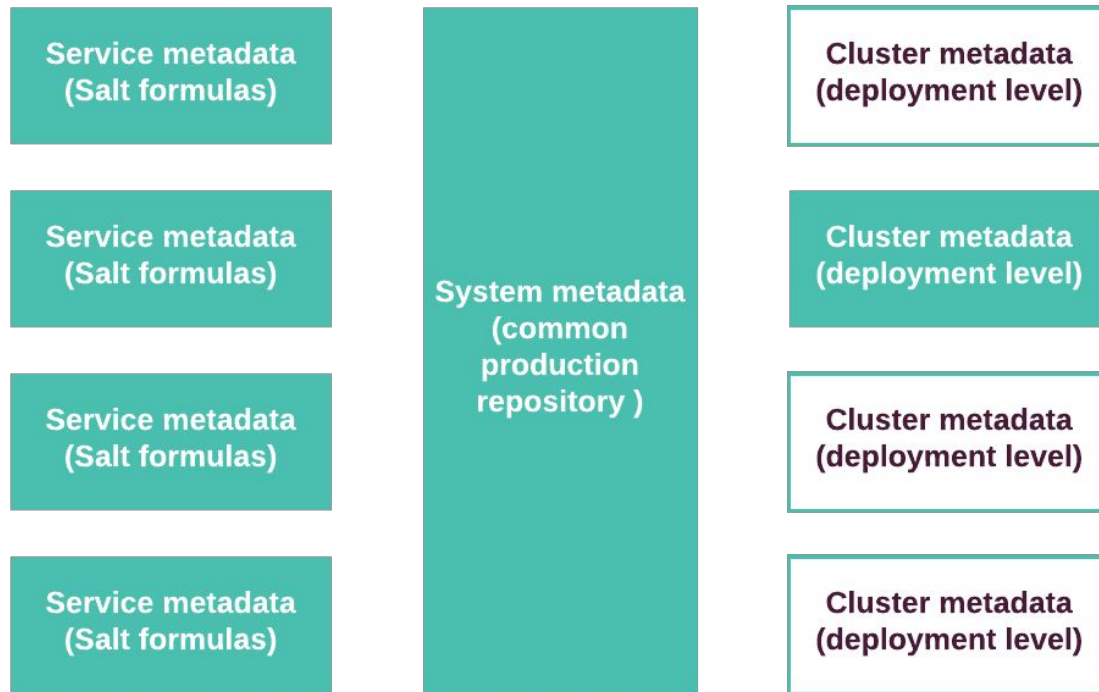 Service metadata
(Salt formulas)
Service metadata
(Salt formulas)
Service metadata
(Salt formulas)
Service metadata
(Salt formulas)
System metadata
(common
production
repository )
Cluster metadata
(deployment level)
Cluster metadata
(deployment level)
Cluster metadata
(deployment level)
Cluster metadata
(deployment level)